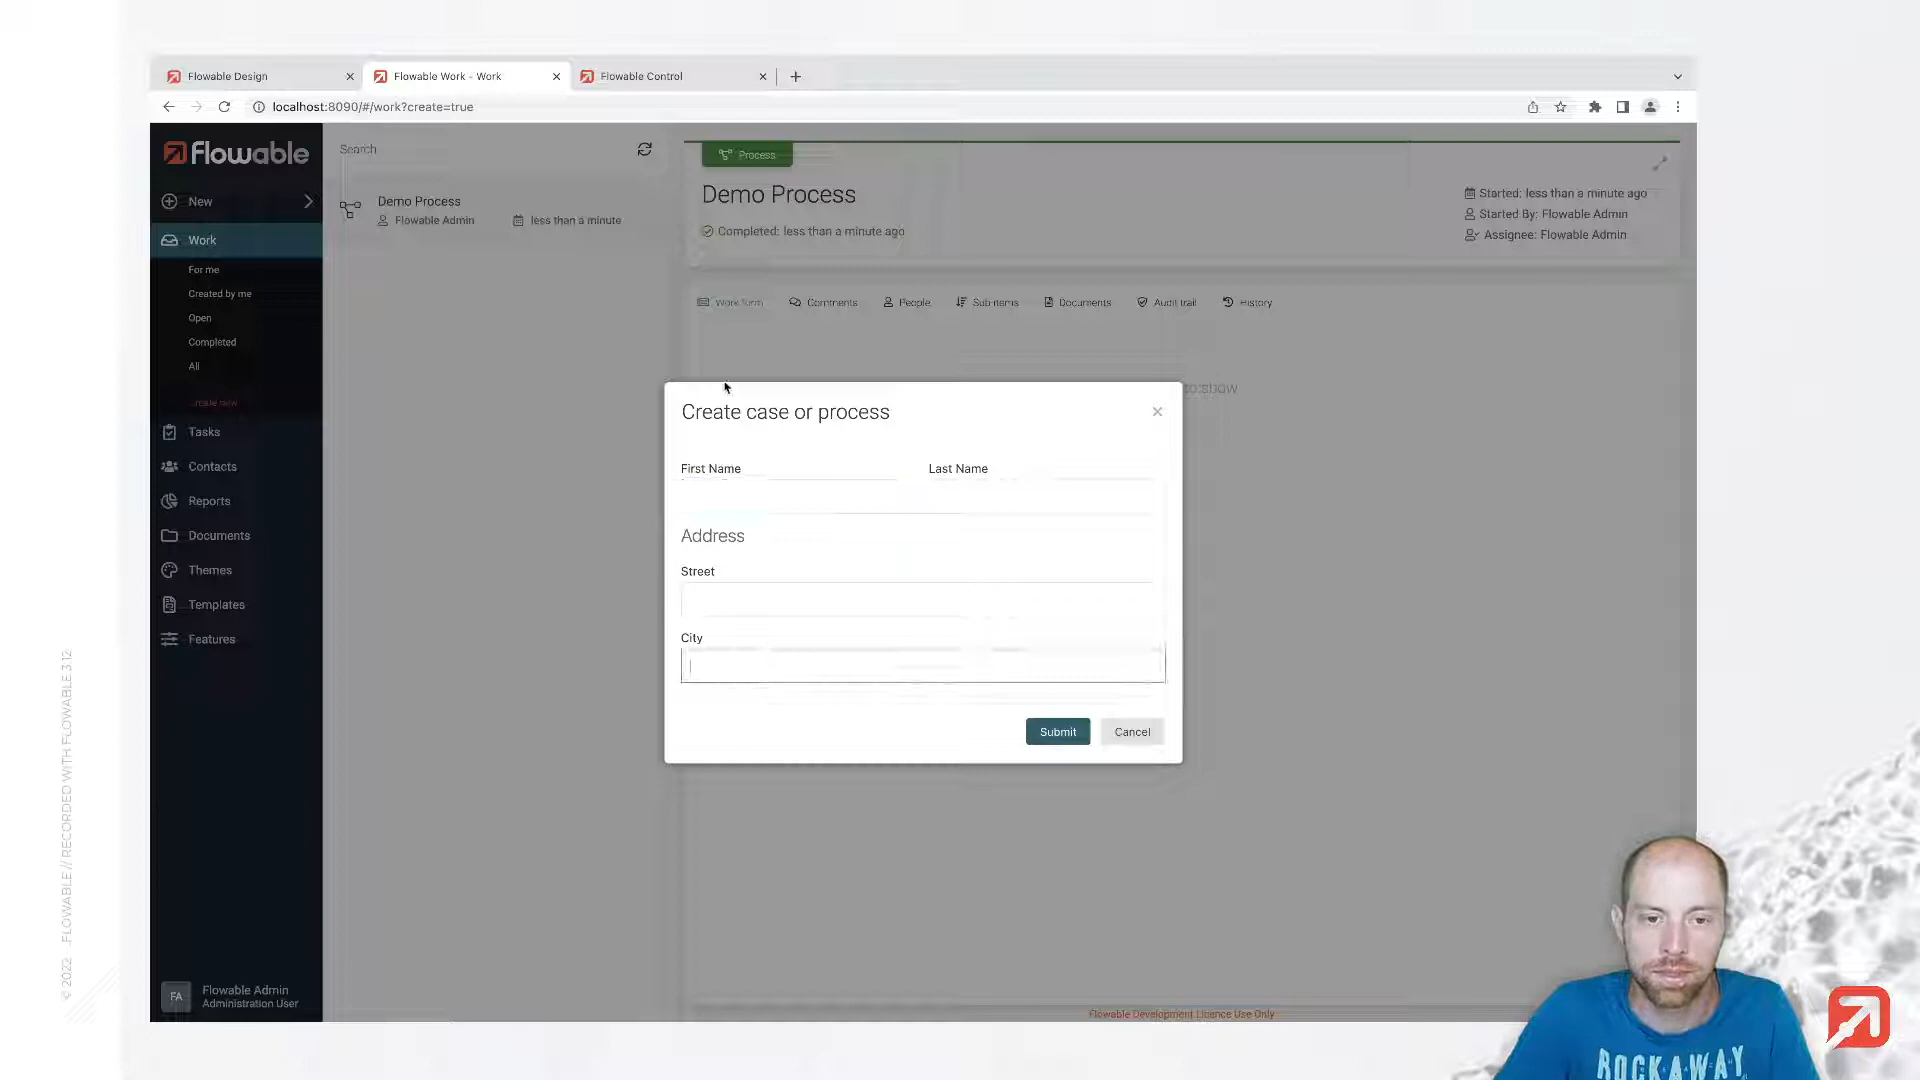 Flowable Design
Flowable Work - Work
Flowable Control
localhost:8090/#/work?create=true
Flowable
New
Work
For me
Created by me
Open
Completed
All
Create new
Tasks
Contacts
Reports
Documents
Themes
Templates
Features
FA
Flowable Admin
Administration User
Search
Demo Process
Flowable Admin
less than a minute
Process
Demo Process
Completed: less than a minute ago
Started: less than a minute ago
Started By: Flowable Admin
Assignee: Flowable Admin
Work form
Comments
People
Sub-items
Documents
Audit trail
History
to show
Create case or process
First Name
Last Name
Address
Street
City
Submit
Cancel
Flowable Development Licence Use Only
© 2022 FLOWABLE // RECORDED WITH FLOWABLE 3.12
ROCKAWAY